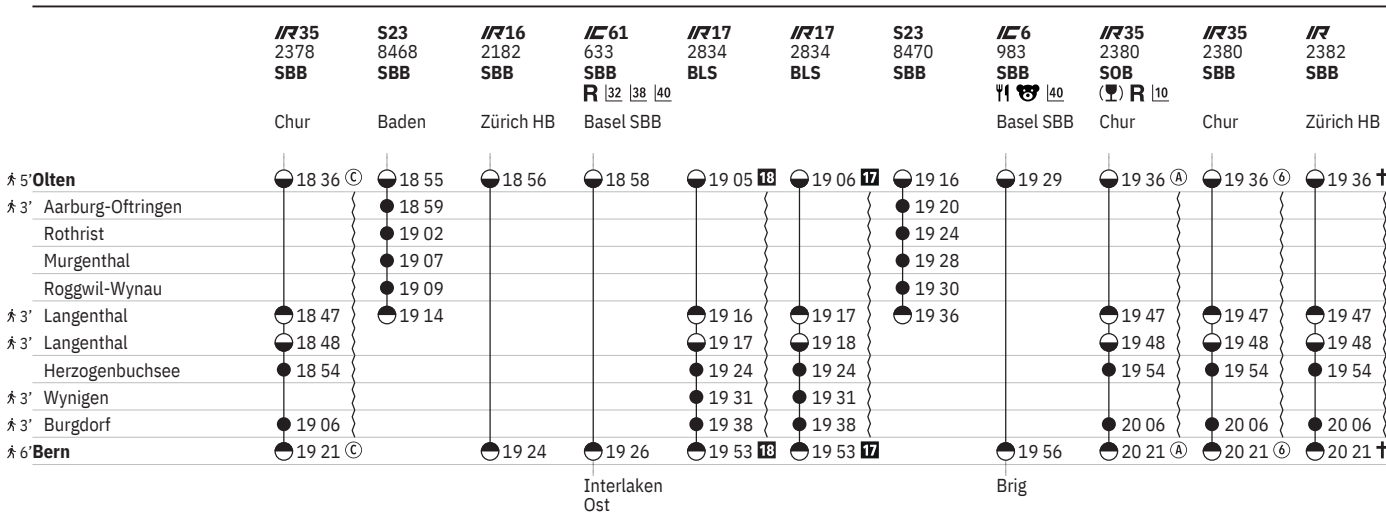 IR35 S23 IR16 IC61 IR17 IR17 S23 IC6 IR35 IR35 IR
2378 8468 2182 633 2834 2834 8470 983 2380 2380 2382
SBB SBB SBB SBB BLS BLS SBB SBB SOB SBB SBB
R 32 38 40 40 R 10
Chur Baden Zürich HB Basel SBB Basel SBB Chur Chur Zürich HB
5' Olten 18 36 C 18 55 18 56 18 58 19 05 18 19 06 17 19 16 19 29 19 36 A 19 36 6 19 36 †
3' Aarburg-Oftringen 18 59 19 20
Rothrist 19 02 19 24
Murgenthal 19 07 19 28
Roggwil-Wynau 19 09 19 30
3' Langenthal 18 47 19 14 19 16 19 17 19 36 19 47 19 47 19 47
3' Langenthal 18 48 19 17 19 18 19 48 19 48 19 48
Herzogenbuchsee 18 54 19 24 19 24 19 54 19 54 19 54
3' Wynigen 19 31 19 31
3' Burgdorf 19 06 19 38 19 38 20 06 20 06 20 06
6' Bern 19 21 C 19 24 19 26 19 53 18 19 53 17 19 56 20 21 A 20 21 6 20 21 †
Interlaken Brig
Ost